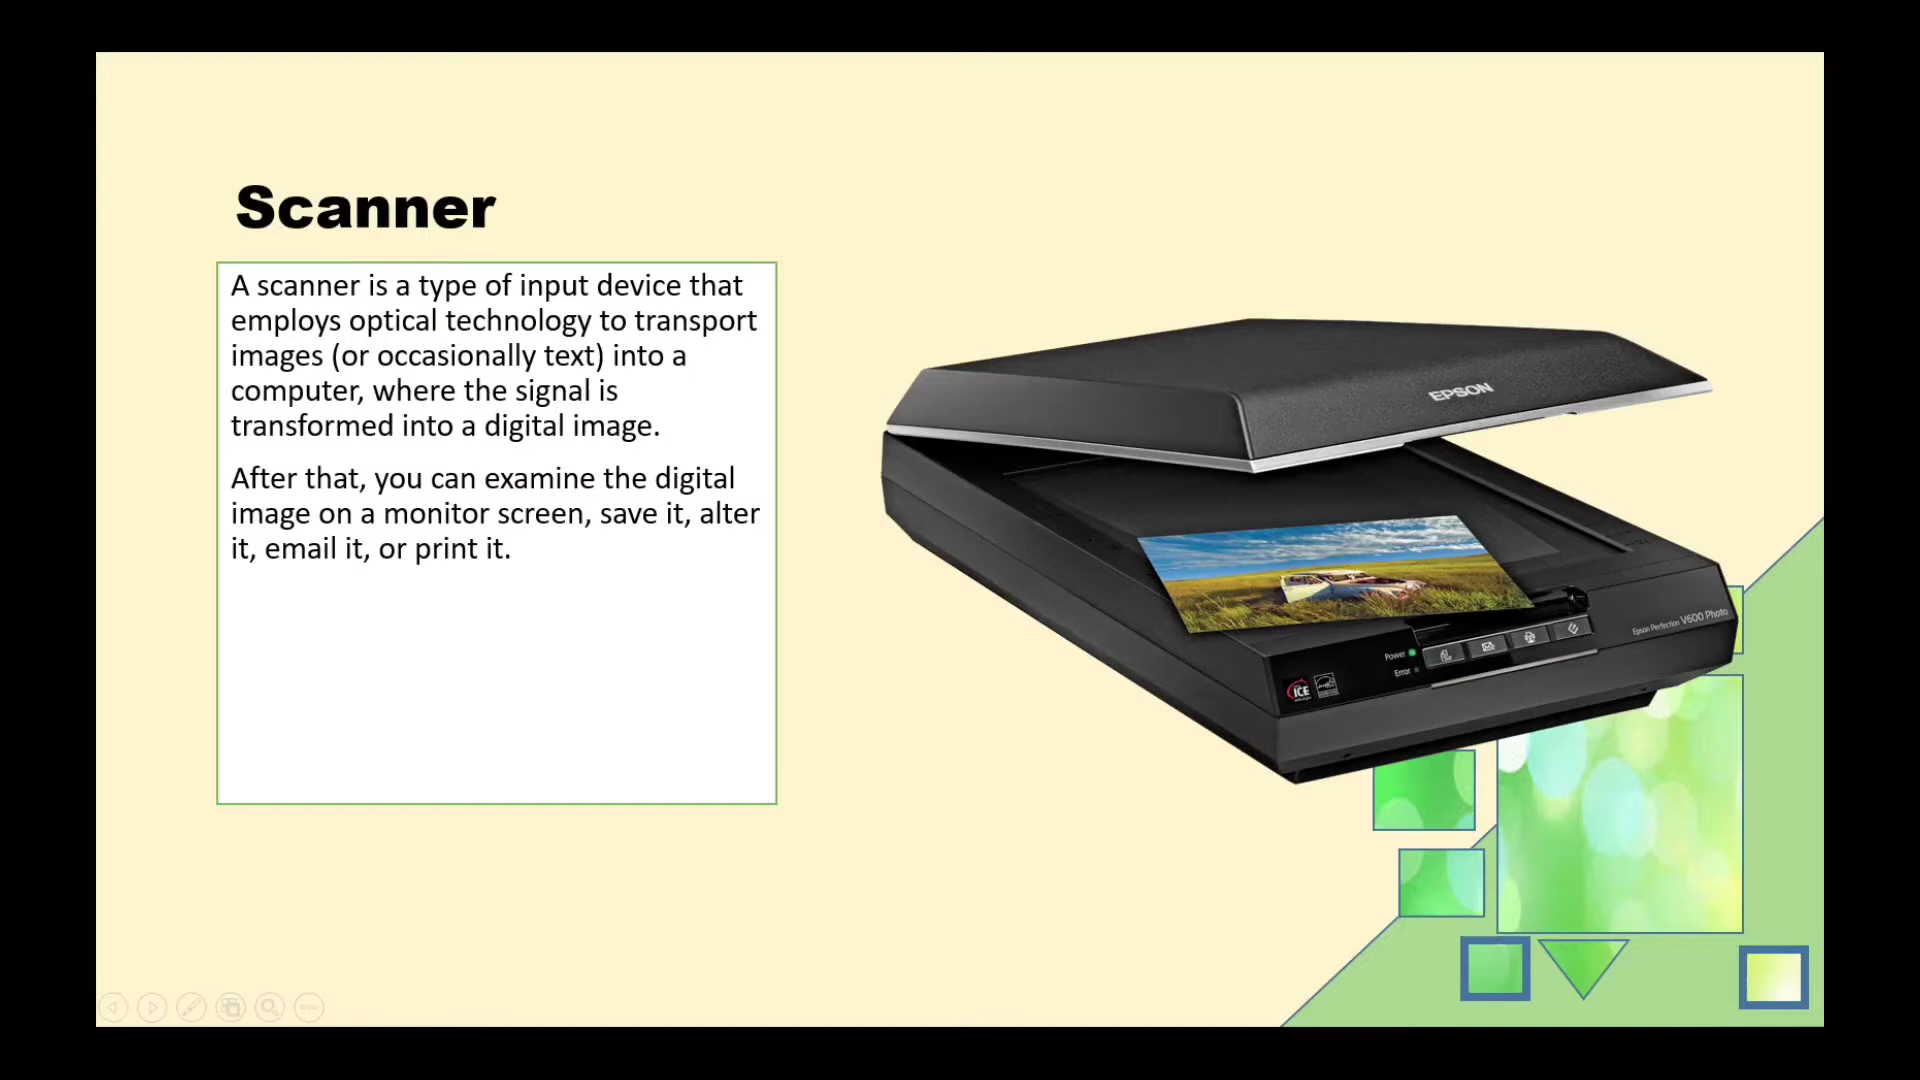 Scanner
A scanner is a type of input device that
employs optical technology to transport
images (or occasionally text) into a
computer, where the signal is
transformed into a digital image.
After that, you can examine the digital
image on a monitor screen, save it, alter
it, email it, or print it.
EPSON
Epson Perfection V600 Photo
Power
Error
ICE